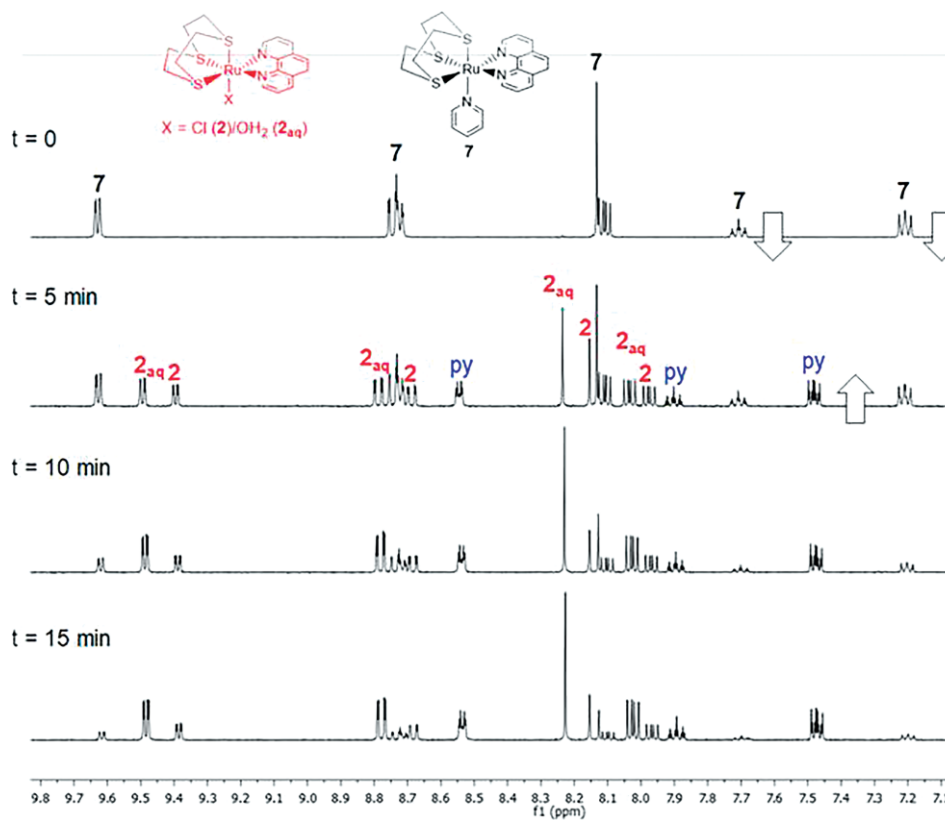 S
S
S
Ru
N
N
X
X = Cl (2)/OH₂ (2aq)
S
S
S
Ru
N
N
N
7
t = 0
7
7
7
7
7
t = 5 min
2aq
2
2aq
2
py
2aq
2
2aq
2
py
py
t = 10 min
t = 15 min
9.8 9.7 9.6 9.5 9.4 9.3 9.2 9.1 9.0 8.9 8.8 8.7 8.6 8.5 8.4 8.3 8.2 8.1 8.0 7.9 7.8 7.7 7.6 7.5 7.4 7.3 7.2 7.1
f1 (ppm)